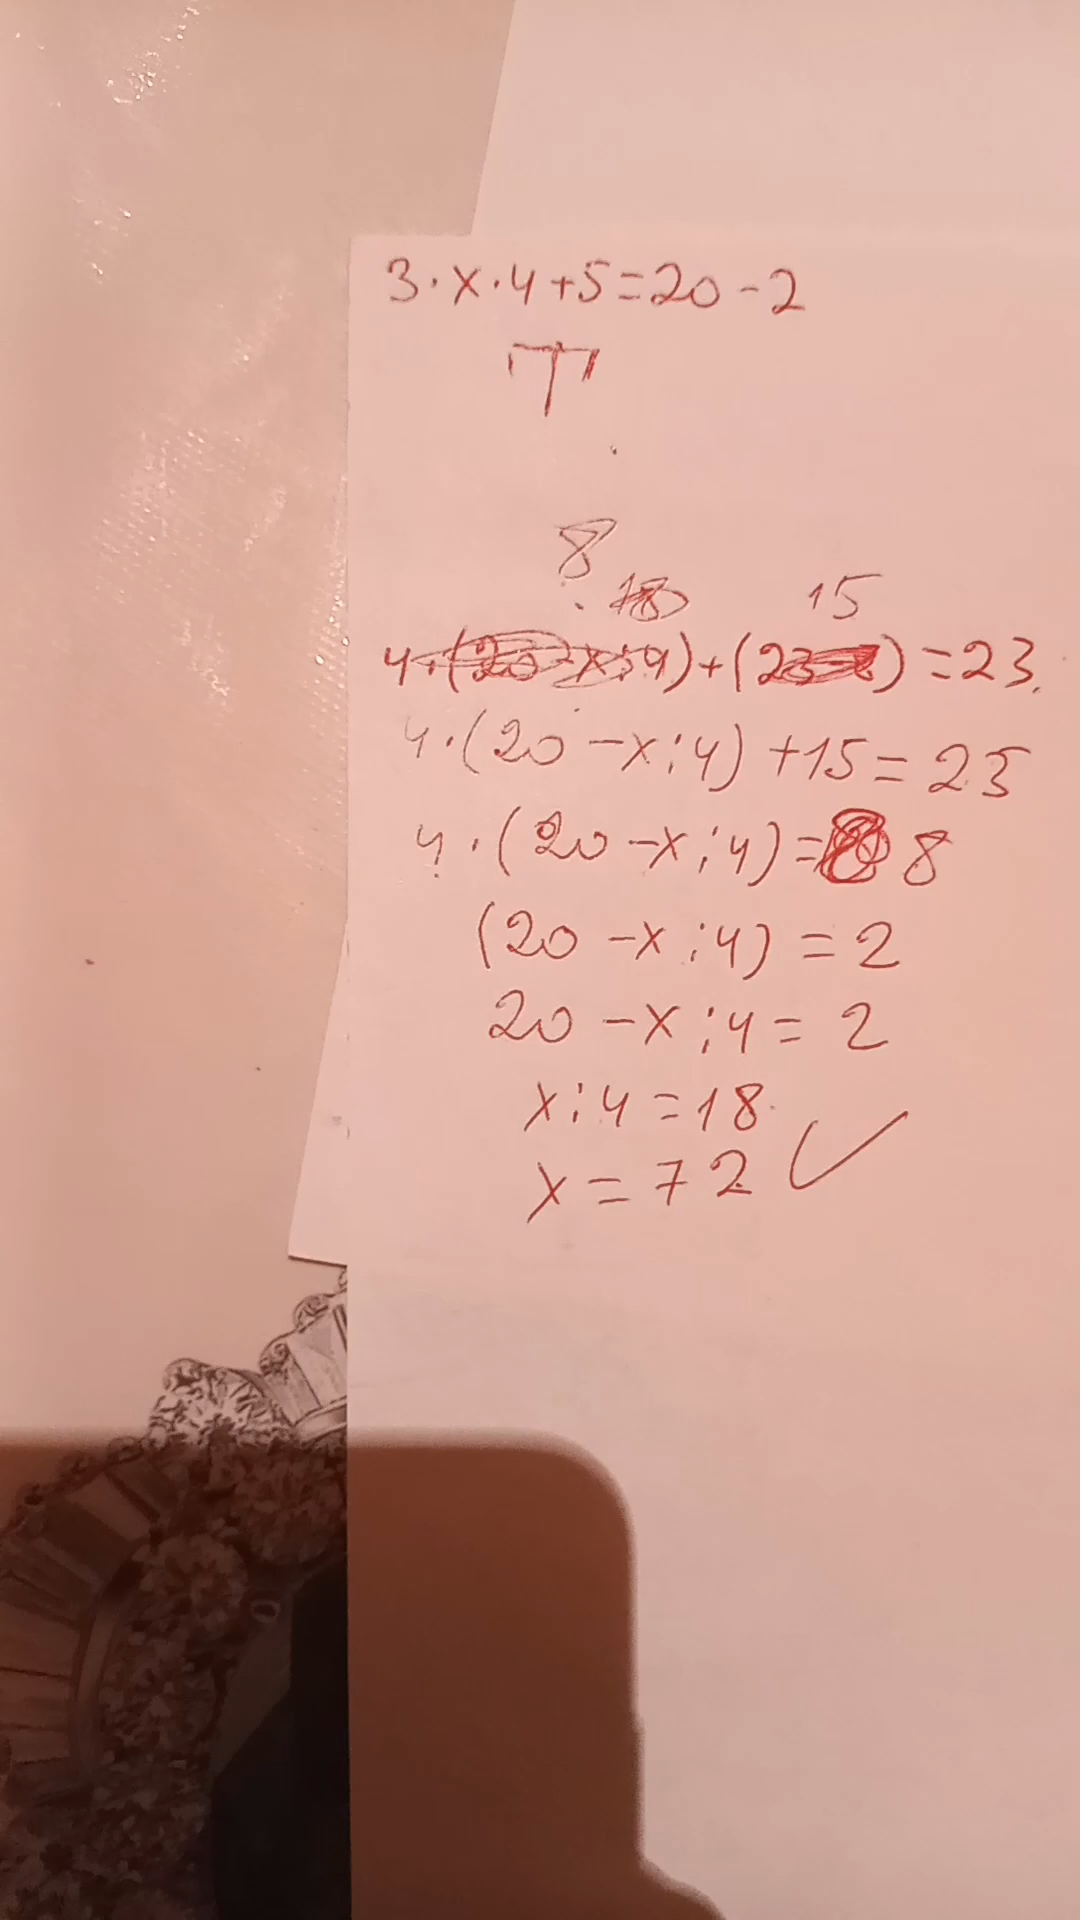 3·x·4+5=20-2
8
18 15
4·(20-x:4)+(23-8)=23
4·(20-x:4)+15=23
4·(20-x:4)= 8
(20-x:4)=2
20-x:4=2
x:4=18
x=72 ✓